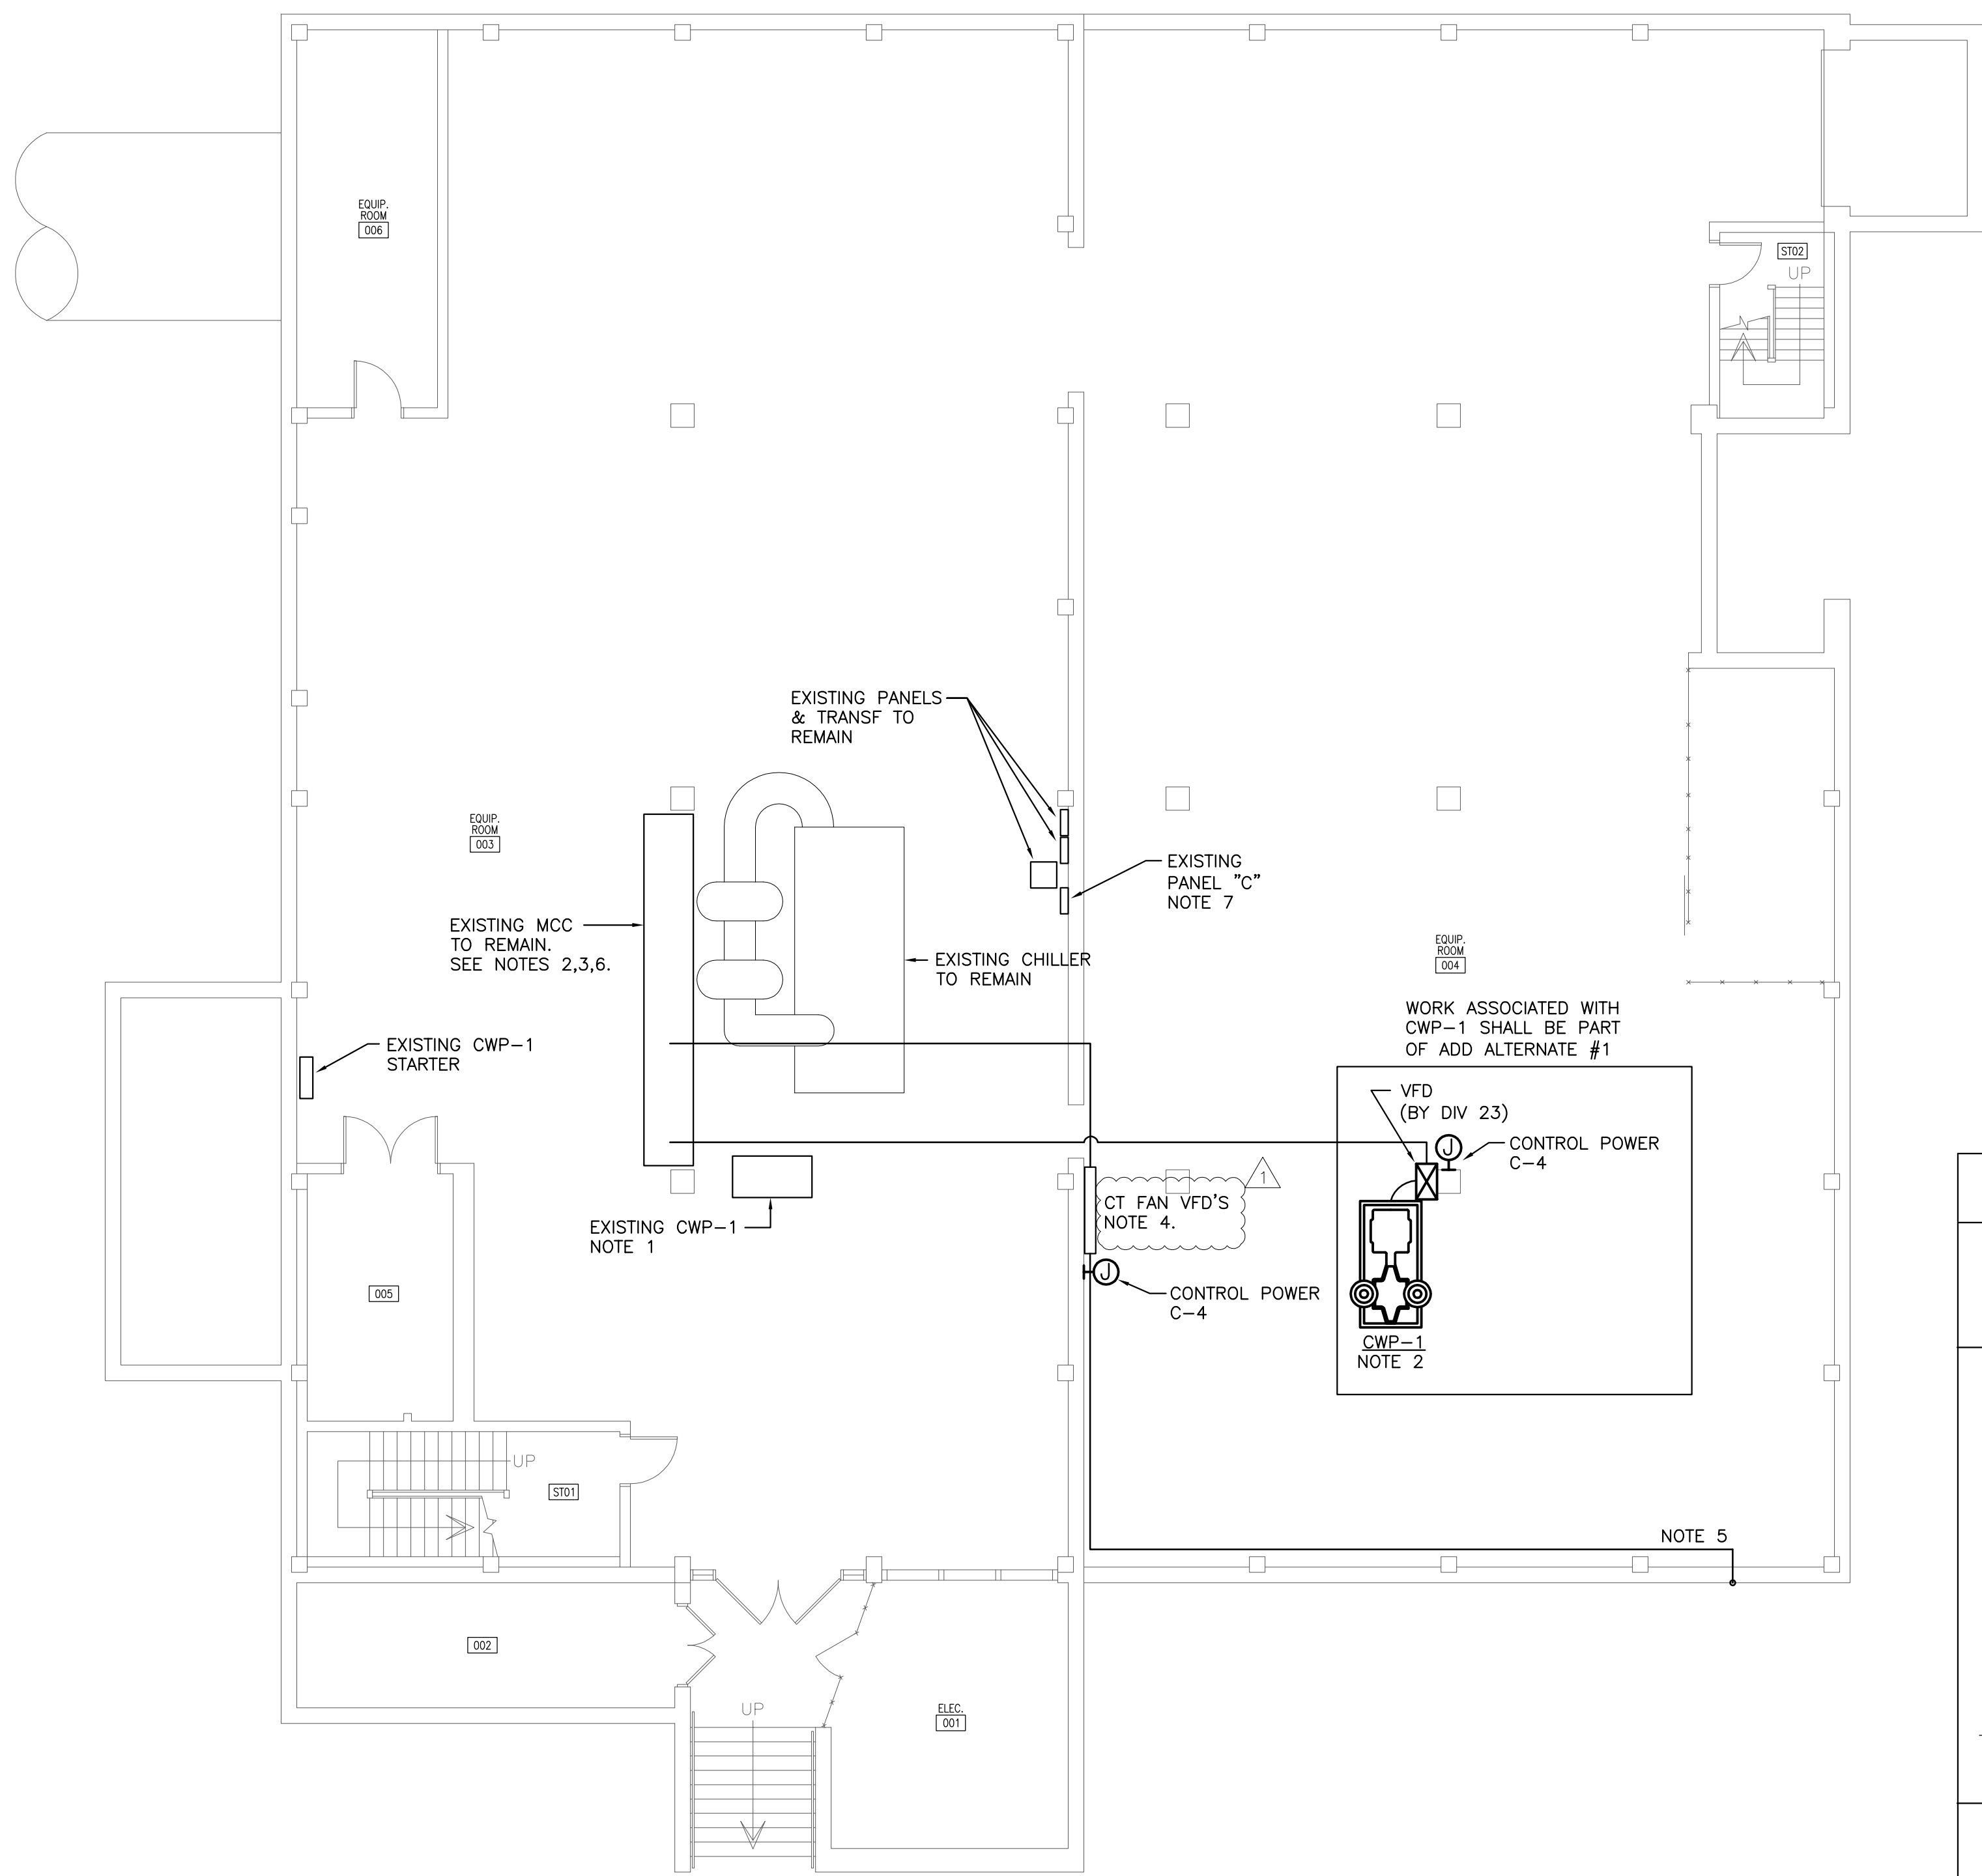 EQUIP.
ROOM
006
ST02
UP
EXISTING PANELS
& TRANSF TO
REMAIN
EQUIP.
ROOM
003
EXISTING
PANEL "C"
NOTE 7
EXISTING MCC
TO REMAIN.
SEE NOTES 2,3,6.
EXISTING CHILLER
TO REMAIN
EQUIP.
ROOM
004
WORK ASSOCIATED WITH
CWP-1 SHALL BE PART
OF ADD ALTERNATE #1
EXISTING CWP-1
STARTER
VFD
(BY DIV 23)
J
CONTROL POWER
C-4
1
CT FAN VFD'S
NOTE 4.
EXISTING CWP-1
NOTE 1
J
CONTROL POWER
C-4
005
CWP-1
NOTE 2
UP
ST01
NOTE 5
002
UP
ELEC.
001